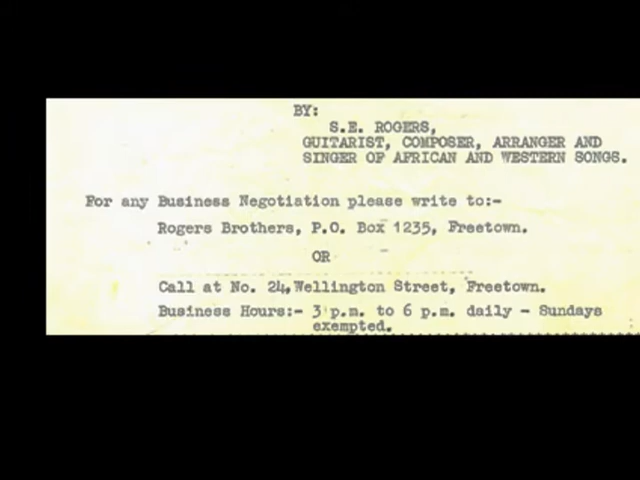 BY:
S.E. ROGERS,
GUITARIST, COMPOSER, ARRANGER AND
SINGER OF AFRICAN AND WESTERN SONGS.
For any Business Negotiation please write to:-
Rogers Brothers, P.O. Box 1235, Freetown.
OR
Call at No. 24, Wellington Street, Freetown.
Business Hours:- 3 p.m. to 6 p.m. daily - Sundays
exempted.